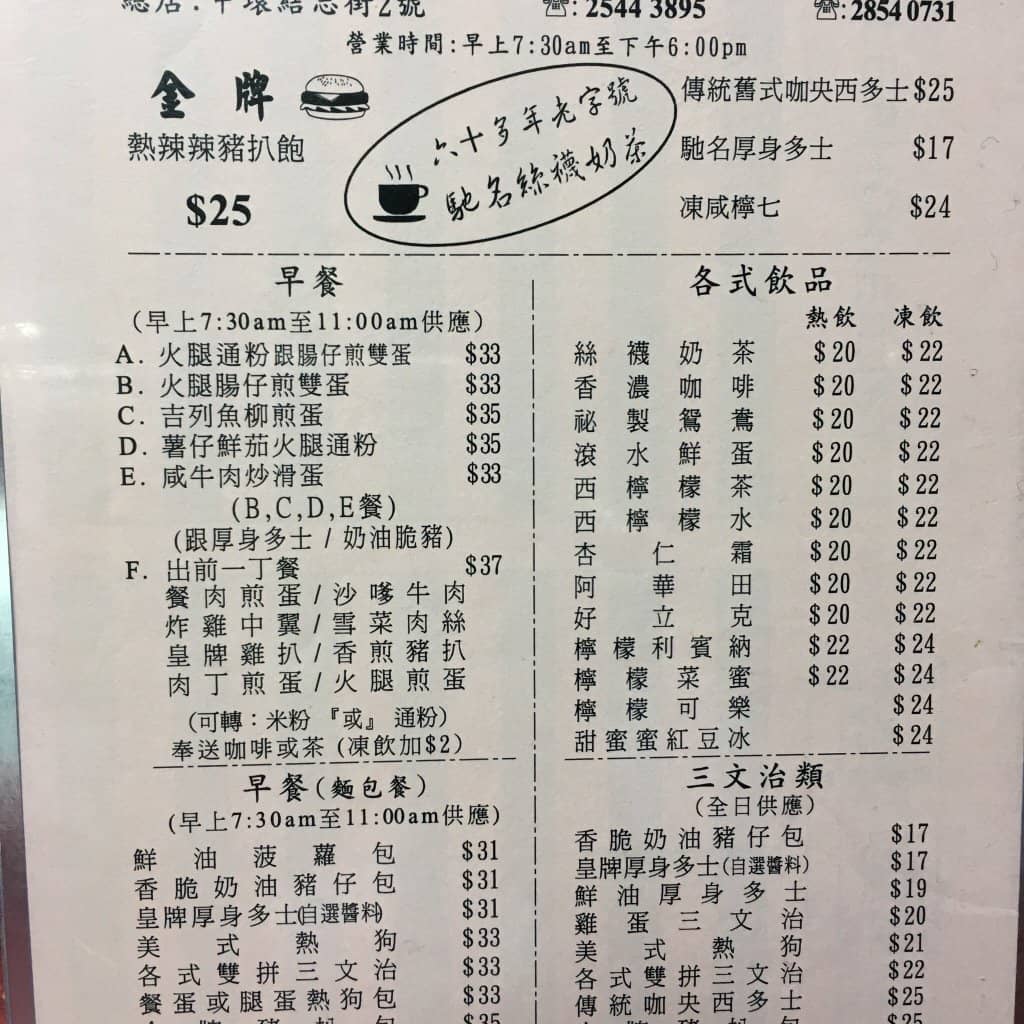 總店:中環結志街2號 ☎:2544 3895 ☎:2854 0731
營業時間:早上7:30am至下午6:00pm
金牌
熱辣辣豬扒飽
$25
六十多年老字號
馳名絲襪奶茶
傳統舊式咖央西多士 $25
馳名厚身多士 $17
凍咸檸七 $24
早餐
(早上7:30am至11:00am供應)
A. 火腿通粉跟腸仔煎雙蛋 $33
B. 火腿腸仔煎雙蛋 $33
C. 吉列魚柳煎蛋 $35
D. 薯仔鮮茄火腿通粉 $35
E. 咸牛肉炒滑蛋 $33
(B,C,D,E餐)
(跟厚身多士 / 奶油脆豬)
F. 出前一丁餐 $37
餐肉煎蛋/沙嗲牛肉
炸雞中翼/雪菜肉絲
皇牌雞扒/香煎豬扒
肉丁煎蛋/火腿煎蛋
(可轉:米粉『或』通粉)
奉送咖啡或茶 (凍飲加$2)
早餐(麵包餐)
(早上7:30am至11:00am供應)
鮮油菠蘿包 $31
香脆奶油豬仔包 $31
皇牌厚身多士(自選醬料) $31
美式熱狗 $33
各式雙拼三文治 $33
餐蛋或腿蛋熱狗包 $33
$35
各式飲品
熱飲 凍飲
絲襪奶茶 $20 $22
香濃咖啡 $20 $22
祕製鴛鴦 $20 $22
滾水鮮蛋 $20 $22
西檸檬茶 $20 $22
西檸檬水 $20 $22
杏仁霜 $20 $22
阿華田 $20 $22
好立克 $20 $22
檸檬利賓納 $22 $24
檸檬菜蜜 $22 $24
檸檬可樂 $24
甜蜜蜜紅豆冰 $24
三文治類
(全日供應)
香脆奶油豬仔包 $17
皇牌厚身多士(自選醬料) $17
鮮油厚身多士 $19
雞蛋三文治 $20
美式熱狗 $21
各式雙拼三文治 $22
傳統咖央西多士 $25
$25